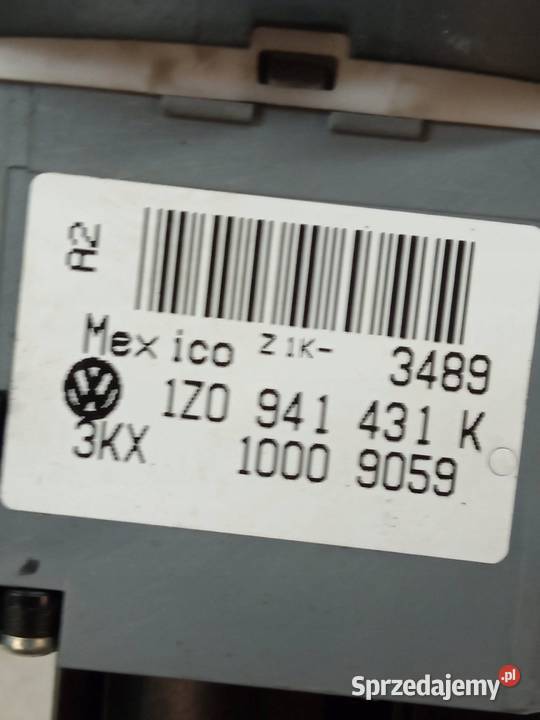 A2
Mexico Z1K- 3489
1Z0 941 431 K
3KX 1000 9059
Sprzedajemy.pl